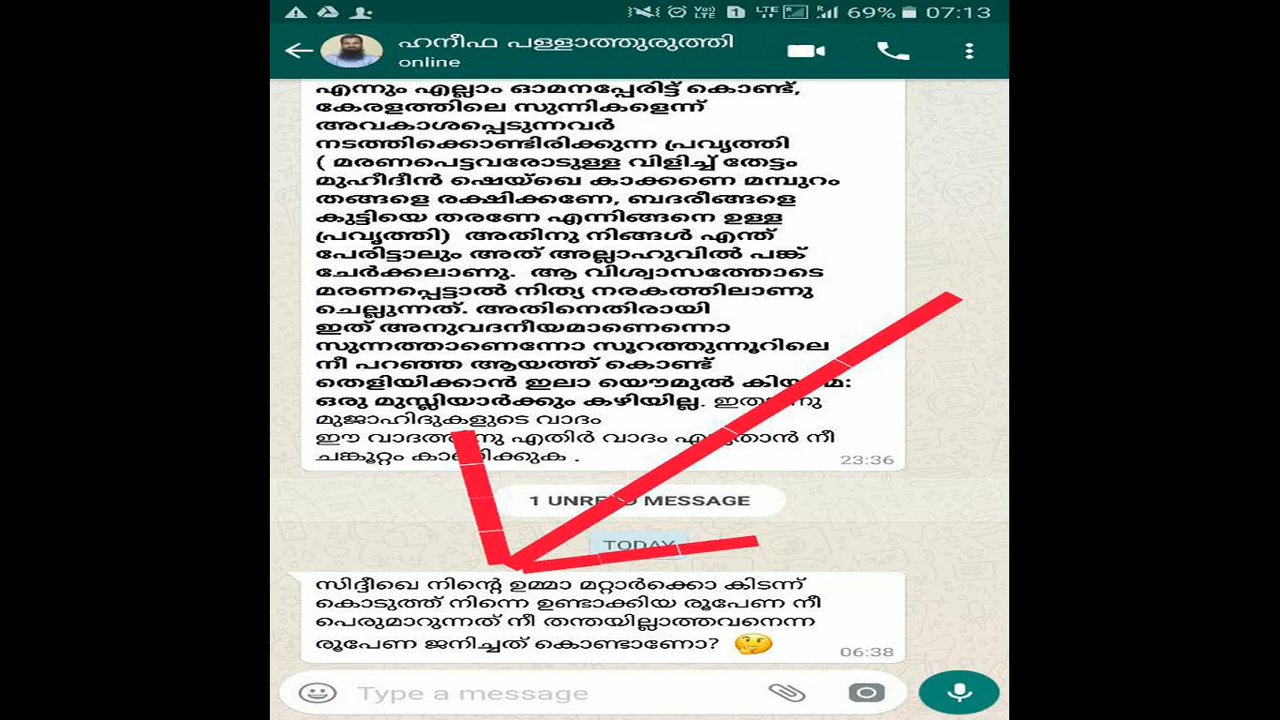 LTE 1 LTE 69% 07:13
ഹനീഫ പള്ളാത്തുരുത്തി
online
എന്നും എല്ലാം ഓമനപ്പേരിട്ട് കൊണ്ട്,
കേരളത്തിലെ സുന്നികളെന്ന്
അവകാശപ്പെടുന്നവർ
നടത്തിക്കൊണ്ടിരിക്കുന്ന പ്രവൃത്തി
( മരണപെട്ടവരോടുള്ള വിളിച്ച് തേട്ടം
മുഹീദീൻ ഷെയ്ഖെ കാക്കണെ മമ്പുറം
തങ്ങളെ രക്ഷിക്കണേ, ബദരീങ്ങളെ
കുട്ടിയെ തരണേ എന്നിങ്ങനെ ഉള്ള
പ്രവൃത്തി) അതിനു നിങ്ങൾ എന്ത്
പേരിട്ടാലും അത് അല്ലാഹുവിൽ പങ്ക്
ചേർക്കലാണു. ആ വിശ്വാസത്തോടെ
മരണപ്പെട്ടാൽ നിത്യ നരകത്തിലാണു
ചെല്ലുന്നത്. അതിനെതിരായി
ഇത് അനുവദനീയമാണെന്നൊ
സുന്നത്താണെന്നോ സൂറത്തുന്നൂറിലെ
നീ പറഞ്ഞ ആയത്ത് കൊണ്ട്
തെളിയിക്കാൻ ഇലാ യൌമുൽ
ഒരു മുസ്ലിയാർക്കും കഴിയില്ല.
മുജാഹിദുകളുടെ വാദം
ഈ എതിർ വാദം നീ
ചങ്കൂറ്റം .
23:36
1 UNREAD MESSAGE
TODAY
സിദ്ദീഖെ നിന്റെ ഉമ്മാ മറ്റാർക്കൊ കിടന്ന്
കൊടുത്ത് നിന്നെ ഉണ്ടാക്കിയ രൂപേണ നീ
പെരുമാറുന്നത് നീ തന്തയില്ലാത്തവനെന്ന
രൂപേണ ജനിച്ചത് കൊണ്ടാണോ? 🤔
06:38
Type a message